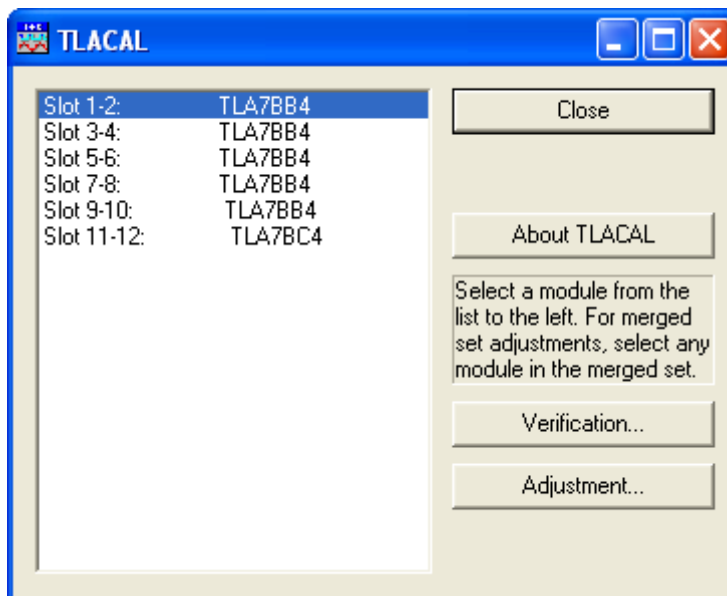 TLACAL
Slot 1-2: TLA7BB4
Slot 3-4: TLA7BB4
Slot 5-6: TLA7BB4
Slot 7-8: TLA7BB4
Slot 9-10: TLA7BB4
Slot 11-12: TLA7BC4
Close
About TLACAL
Select a module from the
list to the left. For merged
set adjustments, select any
module in the merged set.
Verification...
Adjustment...